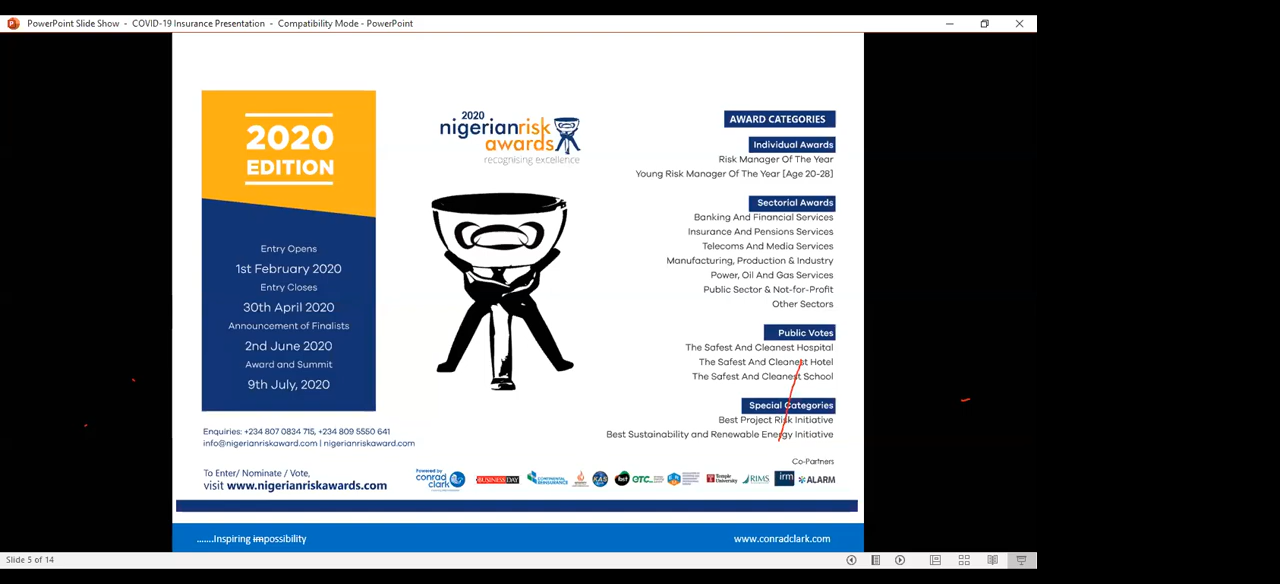 PowerPoint Slide Show - COVID-19 Insurance Presentation - Compatibility Mode - PowerPoint
2020
EDITION
Entry Opens
1st February 2020
Entry Closes
30th April 2020
Announcement of Finalists
2nd June 2020
Award and Summit
9th July, 2020
2020
nigerianrisk
awards
recognising excellence
AWARD CATEGORIES
Individual Awards
Risk Manager Of The Year
Young Risk Manager Of The Year [Age 20-28]
Sectorial Awards
Banking And Financial Services
Insurance And Pensions Services
Telecoms And Media Services
Manufacturing, Production & Industry
Power, Oil And Gas Services
Public Sector & Not-for-Profit
Other Sectors
Public Votes
The Safest And Cleanest Hospital
The Safest And Cleanest Hotel
The Safest And Cleanest School
Special Categories
Best Project Risk Initiative
Best Sustainability and Renewable Energy Initiative
Enquiries: +234 807 0834 715, +234 809 5550 641
info@nigerianriskaward.com | nigerianriskaward.com
To Enter/ Nominate / Vote,
visit www.nigerianriskawards.com
Co-Partners
Powered by
conrad
clark
BUSINESS DAY
CONTINENTAL
REINSURANCE
KAS
Temple
University
RIMS
irm
ALARM
.......Inspiring impossibility
www.conradclark.com
Slide 5 of 14